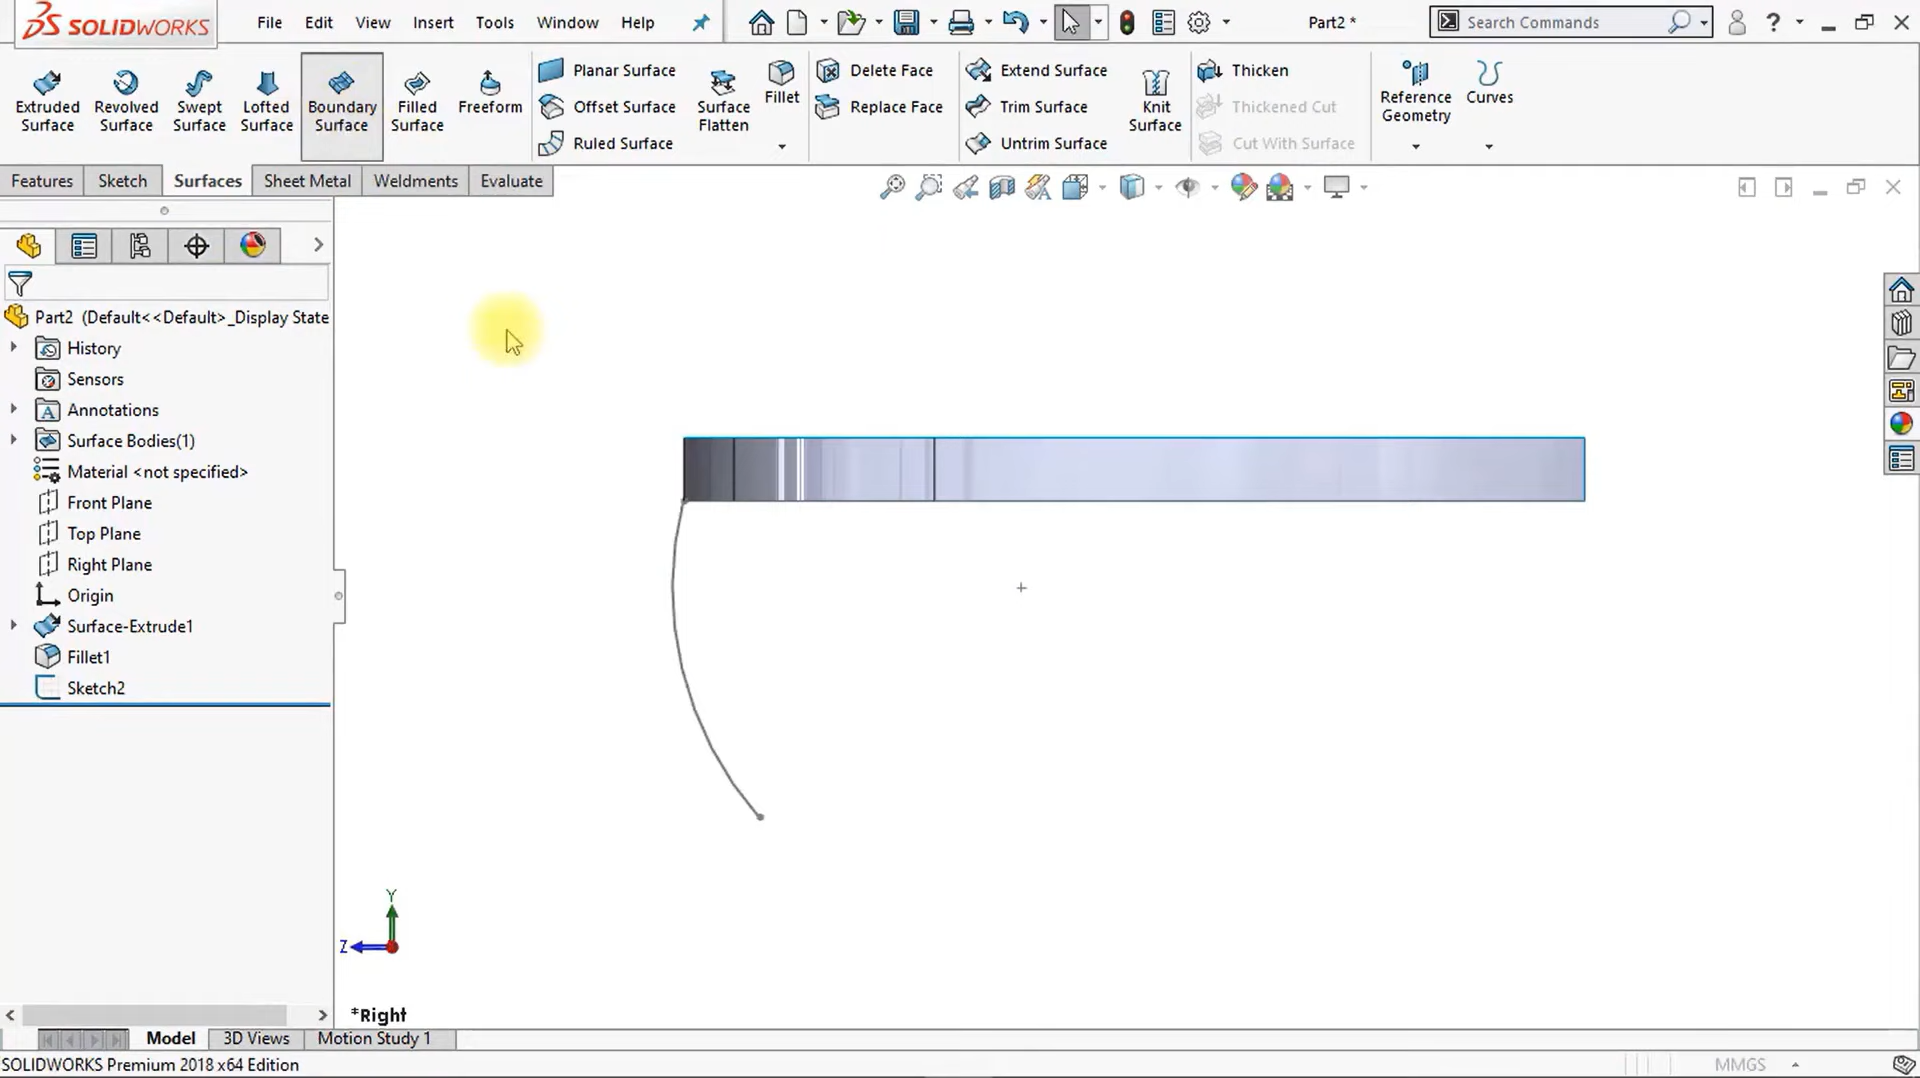 SOLIDWORKS
File Edit View Insert Tools Window Help
Part2 *
Search Commands
?
Extruded Surface
Revolved Surface
Swept Surface
Lofted Surface
Boundary Surface
Filled Surface
Freeform
Planar Surface
Offset Surface
Ruled Surface
Surface Flatten
Fillet
Delete Face
Replace Face
Extend Surface
Trim Surface
Untrim Surface
Knit Surface
Thicken
Thickened Cut
Cut With Surface
Reference Geometry
Curves
Features Sketch Surfaces Sheet Metal Weldments Evaluate
Part2 (Default<<Default>_Display State
History
Sensors
Annotations
Surface Bodies(1)
Material <not specified>
Front Plane
Top Plane
Right Plane
Origin
Surface-Extrude1
Fillet1
Sketch2
Y
Z
*Right
Model 3D Views Motion Study 1
SOLIDWORKS Premium 2018 x64 Edition
MMGS